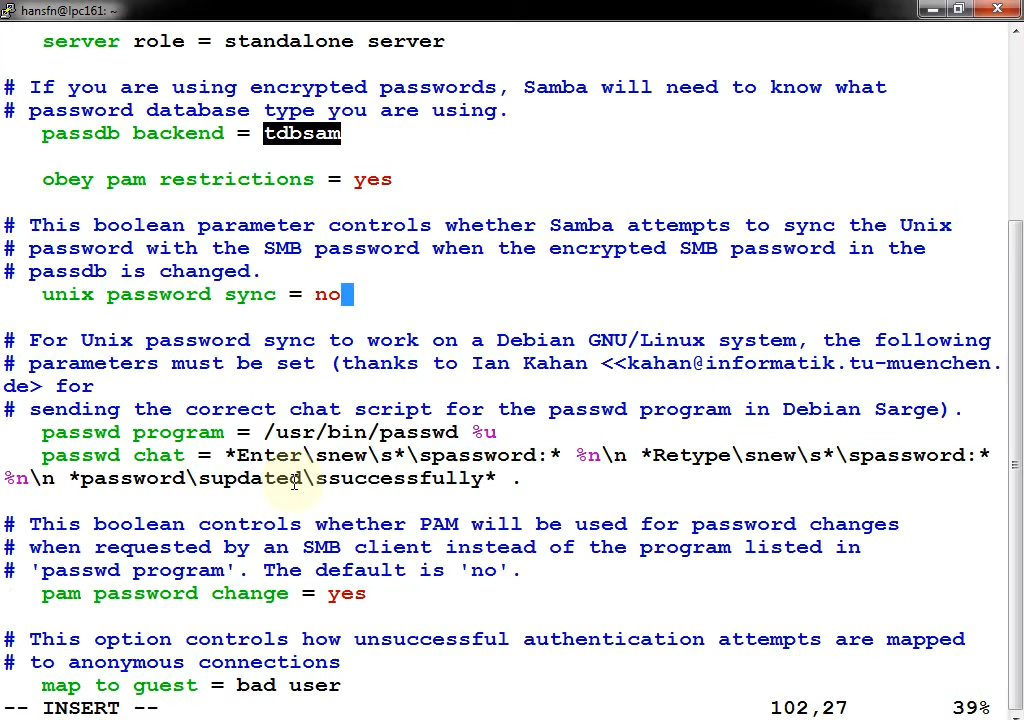 hansfn@lpc161: ~
server role = standalone server
# If you are using encrypted passwords, Samba will need to know what
# password database type you are using.
passdb backend = tdbsam
obey pam restrictions = yes
# This boolean parameter controls whether Samba attempts to sync the Unix
# password with the SMB password when the encrypted SMB password in the
# passdb is changed.
unix password sync = no
# For Unix password sync to work on a Debian GNU/Linux system, the following
# parameters must be set (thanks to Ian Kahan <<kahan@informatik.tu-muenchen.
de> for
# sending the correct chat script for the passwd program in Debian Sarge).
passwd program = /usr/bin/passwd %u
passwd chat = *Enter\snew\s*\spassword:* %n\n *Retype\snew\s*\spassword:*
%n\n *password\supdated\ssuccessfully* .
# This boolean controls whether PAM will be used for password changes
# when requested by an SMB client instead of the program listed in
# 'passwd program'. The default is 'no'.
pam password change = yes
# This option controls how unsuccessful authentication attempts are mapped
# to anonymous connections
map to guest = bad user
-- INSERT -- 102,27 39%